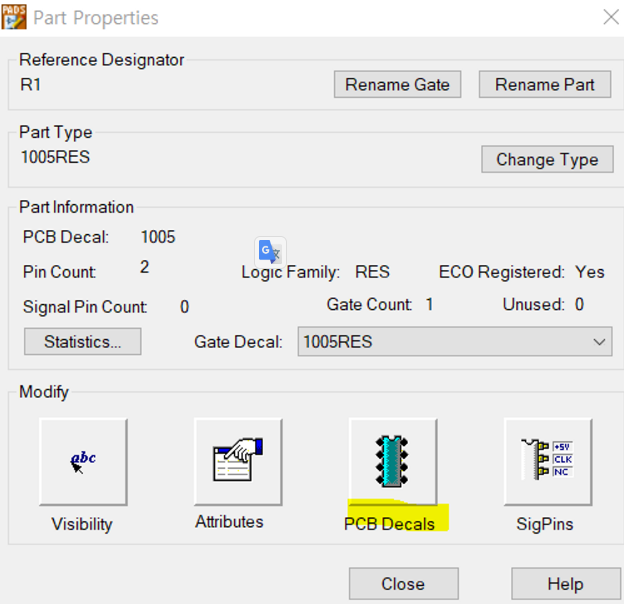 PADS
Part Properties
Reference Designator
R1
Rename Gate
Rename Part
Part Type
1005RES
Change Type
Part Information
PCB Decal: 1005
Pin Count: 2
Logic Family: RES
ECO Registered: Yes
Signal Pin Count: 0
Gate Count: 1
Unused: 0
Statistics...
Gate Decal: 1005RES
Modify
abc
+5V
CLK
NC
Visibility
Attributes
PCB Decals
SigPins
Close
Help